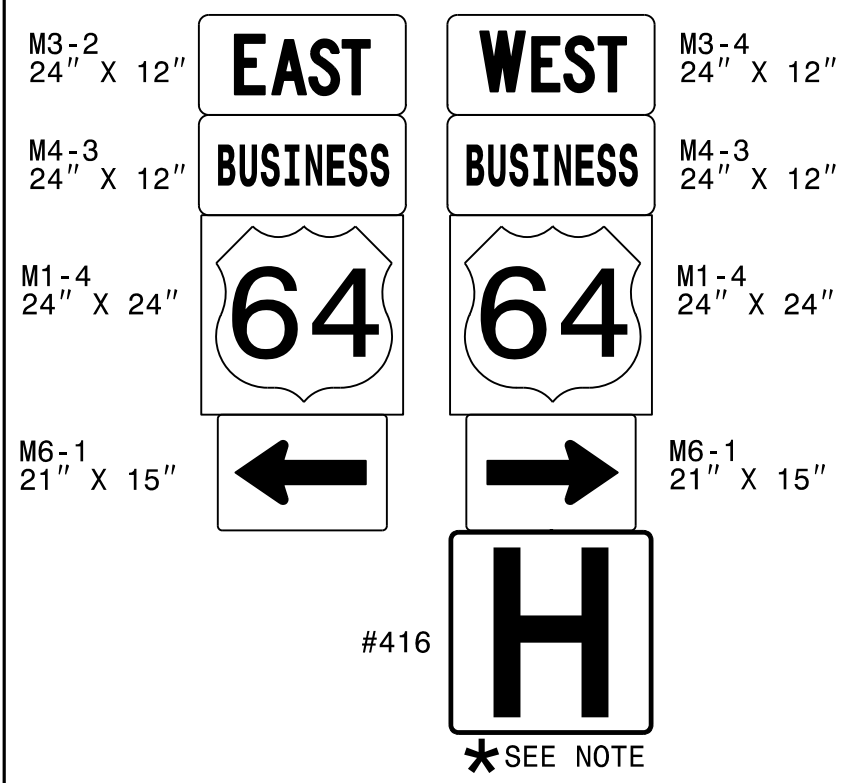 M3-2
24" X 12"
EAST
WEST
M3-4
24" X 12"
M4-3
24" X 12"
BUSINESS
BUSINESS
M4-3
24" X 12"
M1-4
24" X 24"
64
64
M1-4
24" X 24"
M6-1
21" X 15"
M6-1
21" X 15"
#416
H
*SEE NOTE